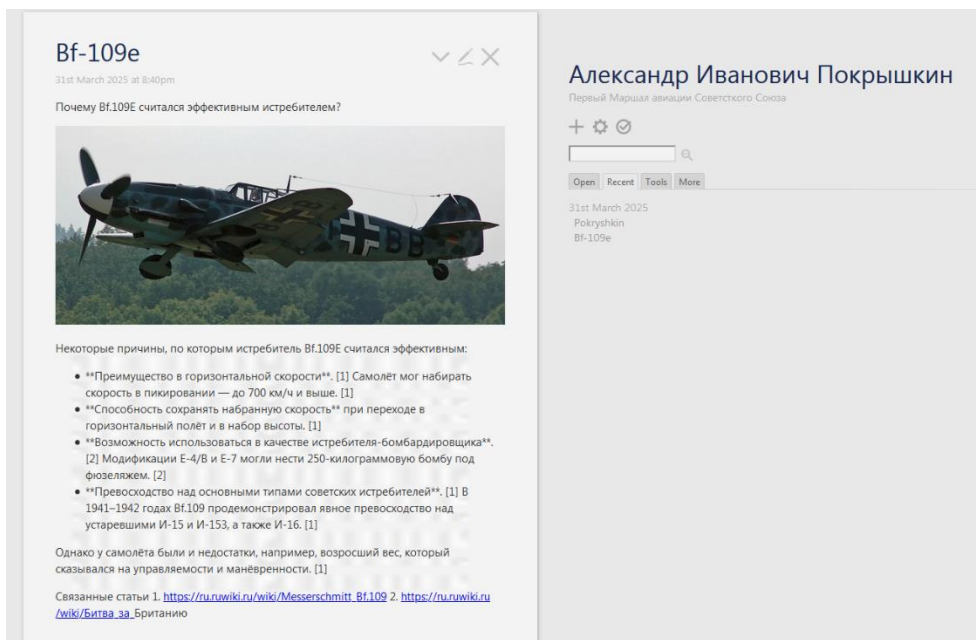 Bf-109e
31st March 2025 at 8:40pm
Почему Bf.109E считался эффективным истребителем?
BB
Некоторые причины, по которым истребитель Bf.109E считался эффективным:
• **Преимущество в горизонтальной скорости**. [1] Самолёт мог набирать
скорость в пикировании — до 700 км/ч и выше. [1]
• **Способность сохранять набранную скорость** при переходе в
горизонтальный полёт и в набор высоты. [1]
• **Возможность использоваться в качестве истребителя-бомбардировщика**.
[2] Модификации E-4/B и E-7 могли нести 250-килограммовую бомбу под
фюзеляжем. [2]
• **Превосходство над основными типами советских истребителей**. [1] В
1941–1942 годах Bf.109 продемонстрировал явное превосходство над
устаревшими И-15 и И-153, а также И-16. [1]
Однако у самолёта были и недостатки, например, возросший вес, который
сказывался на управляемости и манёвренности. [1]
Связанные статьи 1. https://ru.ruwiki.ru/wiki/Messerschmitt_Bf.109 2. https://ru.ruwiki.ru
/wiki/Битва_за_Британию
Александр Иванович Покрышкин
Первый Маршал авиации Советсткого Союза
Open Recent Tools More
31st March 2025
Pokryshkin
Bf-109e